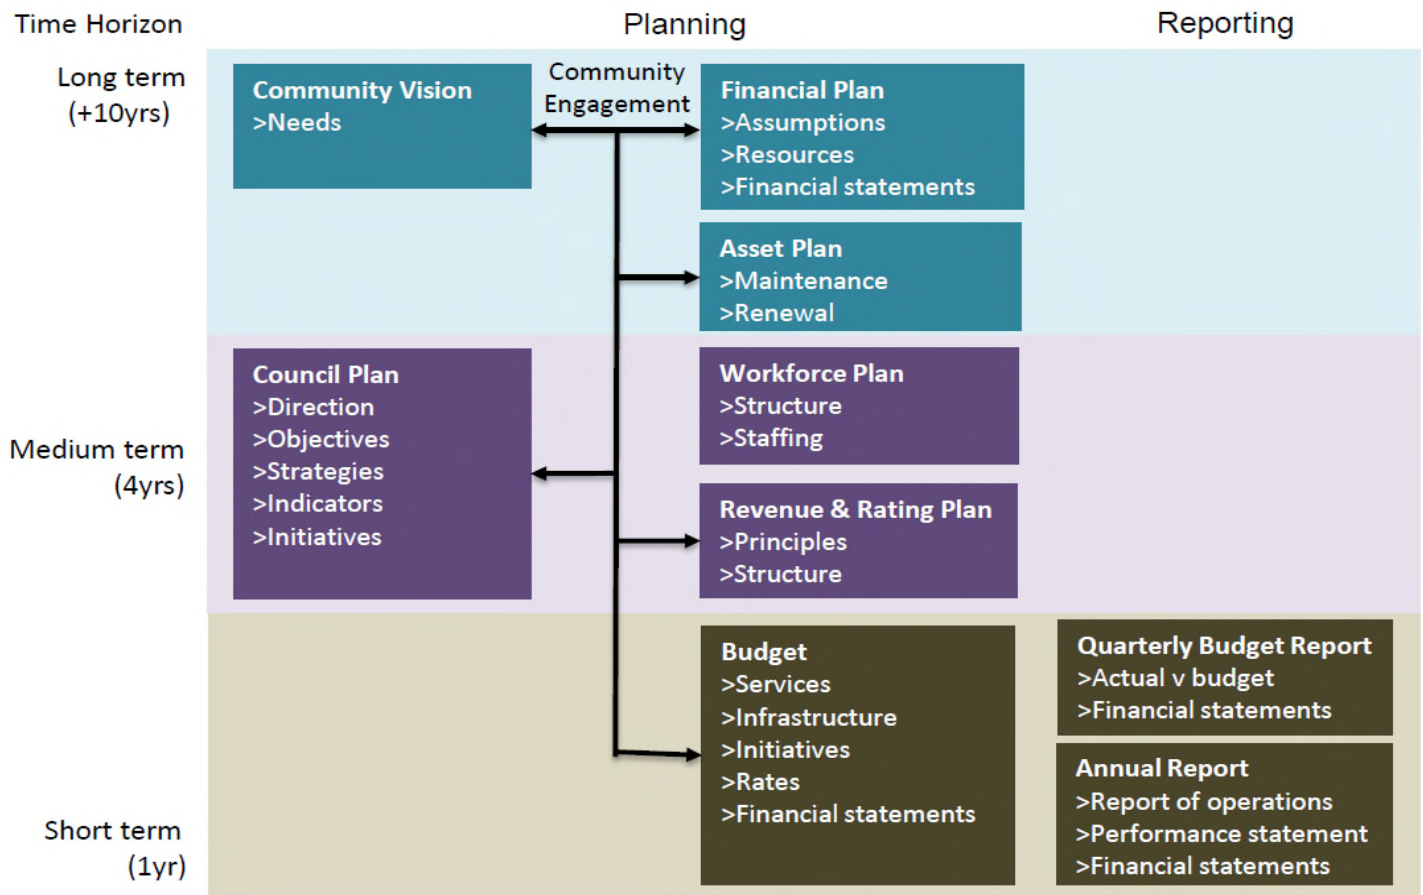 Time Horizon
Planning
Reporting
Long term
(+10yrs)
Community Vision
>Needs
Community
Engagement
Financial Plan
>Assumptions
>Resources
>Financial statements
Asset Plan
>Maintenance
>Renewal
Medium term
(4yrs)
Council Plan
>Direction
>Objectives
>Strategies
>Indicators
>Initiatives
Workforce Plan
>Structure
>Staffing
Revenue & Rating Plan
>Principles
>Structure
Short term
(1yr)
Budget
>Services
>Infrastructure
>Initiatives
>Rates
>Financial statements
Quarterly Budget Report
>Actual v budget
>Financial statements
Annual Report
>Report of operations
>Performance statement
>Financial statements